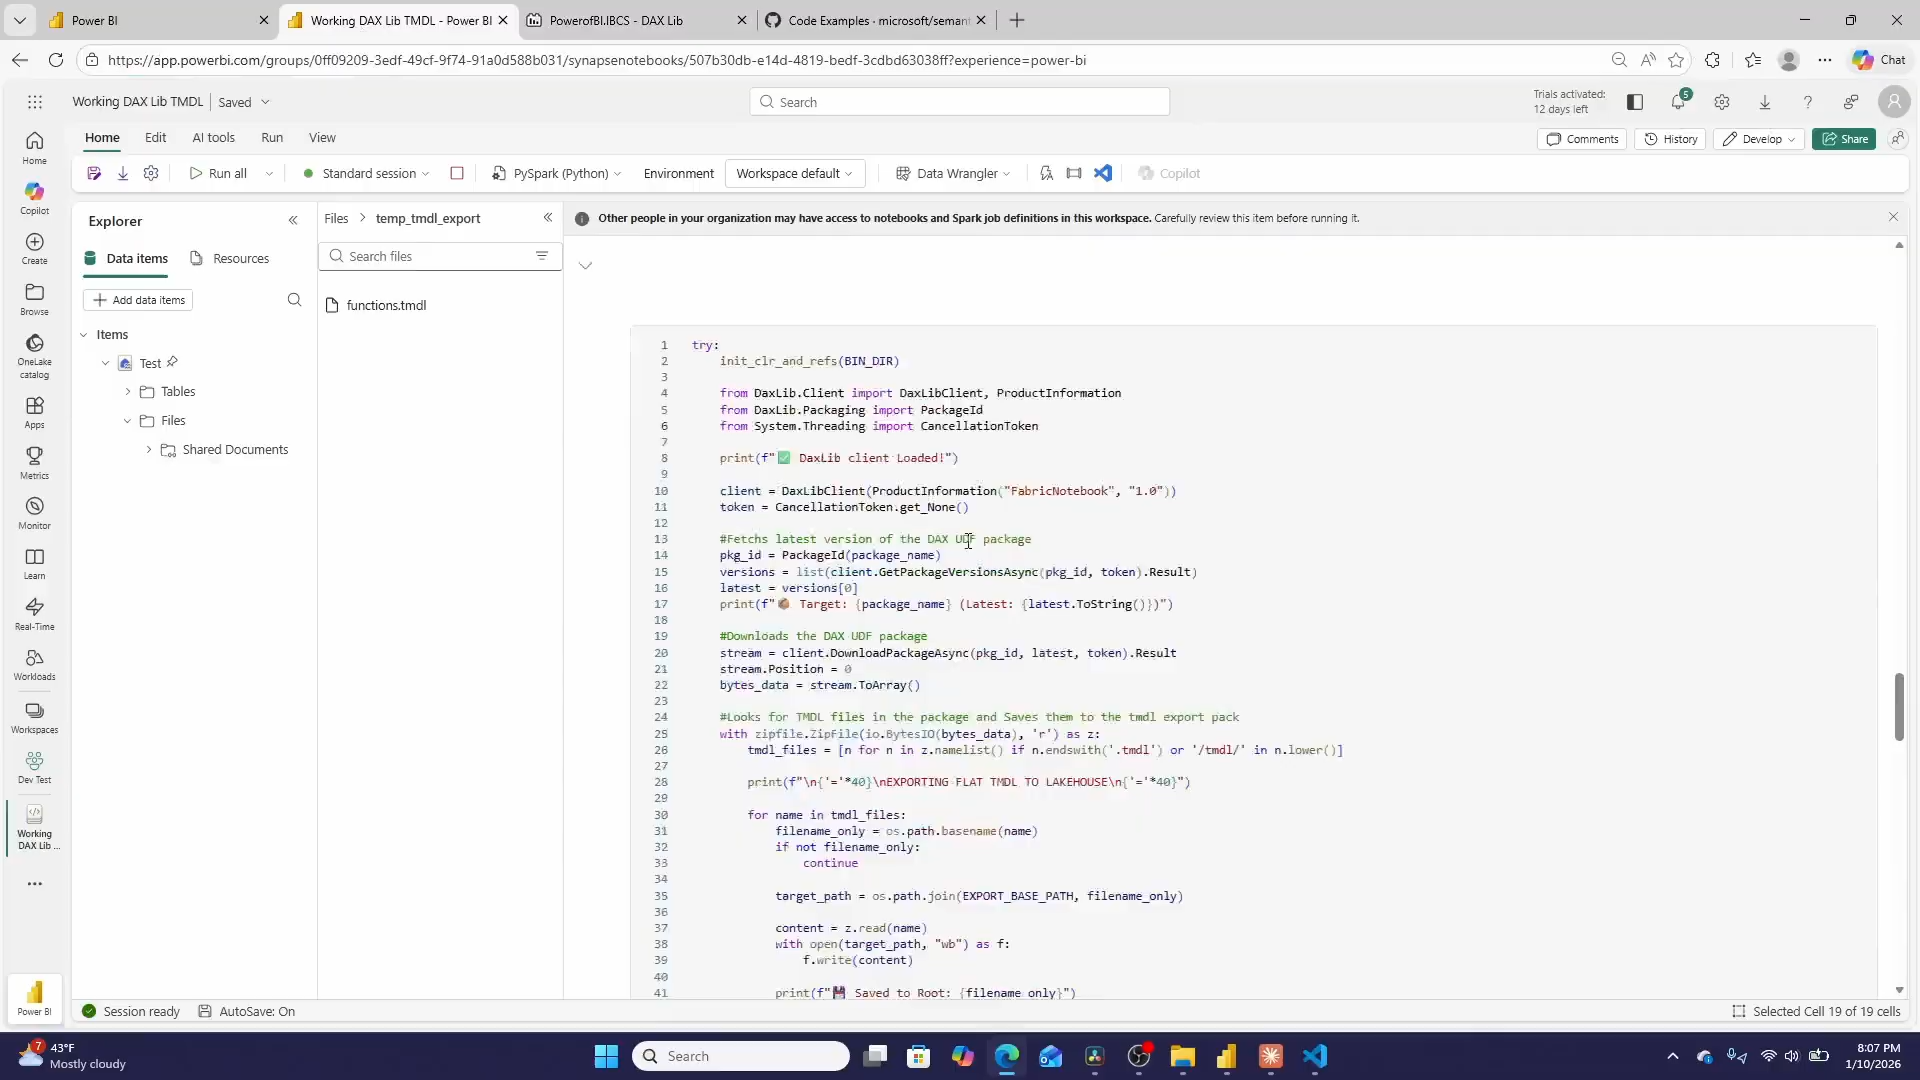 Power BI
Working DAX Lib TMDL - Power BI
PowerofBI.IBCS - DAX Lib
Code Examples · microsoft/seman
https://app.powerbi.com/groups/0ff09209-3edf-49cf-9f74-91a0d588b031/synapsenotebooks/507b30db-e14d-4819-bedf-3cdbd63038ff?experience=power-bi
Chat
Working DAX Lib TMDL
Saved
Search
Trials activated:
12 days left
5
Home
Edit
AI tools
Run
View
Comments
History
Develop
Share
Run all
Standard session
PySpark (Python)
Environment
Workspace default
Data Wrangler
Copilot
Home
Copilot
Create
Browse
OneLake
catalog
Apps
Metrics
Monitor
Learn
Real-Time
Workloads
Workspaces
Dev Test
Working
DAX Lib ...
Power BI
Explorer
Data items
Resources
Add data items
Items
Test
Tables
Files
Shared Documents
Files > temp_tmdl_export
Search files
functions.tmdl
Other people in your organization may have access to notebooks and Spark job definitions in this workspace. Carefully review this item before running it.
1 try:
2 init_clr_and_refs(BIN_DIR)
3
4 from DaxLib.Client import DaxLibClient, ProductInformation
5 from DaxLib.Packaging import PackageId
6 from System.Threading import CancellationToken
7
8 print(f"✅ DaxLib client Loaded!")
9
10 client = DaxLibClient(ProductInformation("FabricNotebook", "1.0"))
11 token = CancellationToken.get_None()
12
13 #Fetchs latest version of the DAX UDF package
14 pkg_id = PackageId(package_name)
15 versions = list(client.GetPackageVersionsAsync(pkg_id, token).Result)
16 latest = versions[0]
17 print(f"📦 Target: {package_name} (Latest: {latest.ToString()})")
18
19 #Downloads the DAX UDF package
20 stream = client.DownloadPackageAsync(pkg_id, latest, token).Result
21 stream.Position = 0
22 bytes_data = stream.ToArray()
23
24 #Looks for TMDL files in the package and Saves them to the tmdl export pack
25 with zipfile.ZipFile(io.BytesIO(bytes_data), 'r') as z:
26 tmdl_files = [n for n in z.namelist() if n.endswith('.tmdl') or '/tmdl/' in n.lower()]
27
28 print(f"\n{'='*40}\nEXPORTING FLAT TMDL TO LAKEHOUSE\n{'='*40}")
29
30 for name in tmdl_files:
31 filename_only = os.path.basename(name)
32 if not filename_only:
33 continue
34
35 target_path = os.path.join(EXPORT_BASE_PATH, filename_only)
36
37 content = z.read(name)
38 with open(target_path, "wb") as f:
39 f.write(content)
40
41 print(f"💾 Saved to Root: {filename_only}")
Session ready
AutoSave: On
Selected Cell 19 of 19 cells
7
43°F
Mostly cloudy
Search
8:07 PM
1/10/2026